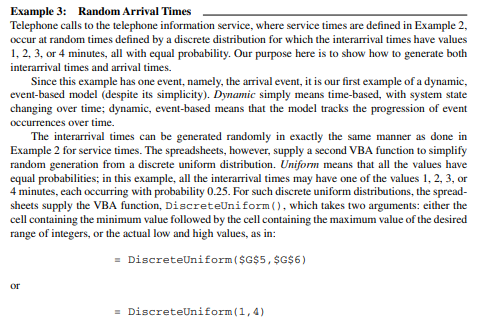 Example 3: Random Arrival Times
Telephone calls to the telephone information service, where service times are defined in Example 2,
occur at random times defined by a discrete distribution for which the interarrival times have values
1, 2, 3, or 4 minutes, all with equal probability. Our purpose here is to show how to generate both
interarrival times and arrival times.
Since this example has one event, namely, the arrival event, it is our first example of a dynamic,
event-based model (despite its simplicity). Dynamic simply means time-based, with system state
changing over time; dynamic, event-based means that the model tracks the progression of event
occurrences over time.
The interarrival times can be generated randomly in exactly the same manner as done in
Example 2 for service times. The spreadsheets, however, supply a second VBA function to simplify
random generation from a discrete uniform distribution. Uniform means that all the values have
equal probabilities; in this example, all the interarrival times may have one of the values 1, 2, 3, or
4 minutes, each occurring with probability 0.25. For such discrete uniform distributions, the spread-
sheets supply the VBA function, DiscreteUniform(), which takes two arguments: either the
cell containing the minimum value followed by the cell containing the maximum value of the desired
range of integers, or the actual low and high values, as in:
= DiscreteUniform($G$5,$G$6)
or
= DiscreteUniform(1,4)